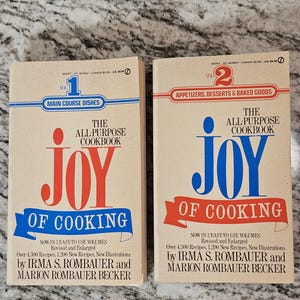 VOL. 1
MAIN COURSE DISHES
THE
ALL-PURPOSE
COOKBOOK
JOY
OF COOKING
NOW IN 2 EASY-TO-USE VOLUMES
Revised and Enlarged
Over 4,300 Recipes, 1,200 New Recipes, New Illustrations
by IRMA S. ROMBAUER and
MARION ROMBAUER BECKER
VOL. 2
APPETIZERS, DESSERTS & BAKED GOODS
THE
ALL-PURPOSE
COOKBOOK
JOY
OF COOKING
NOW IN 2 EASY-TO-USE VOLUMES
Revised and Enlarged
Over 4,300 Recipes, 1,200 New Recipes, New Illustrations
by IRMA S. ROMBAUER and
MARION ROMBAUER BECKER